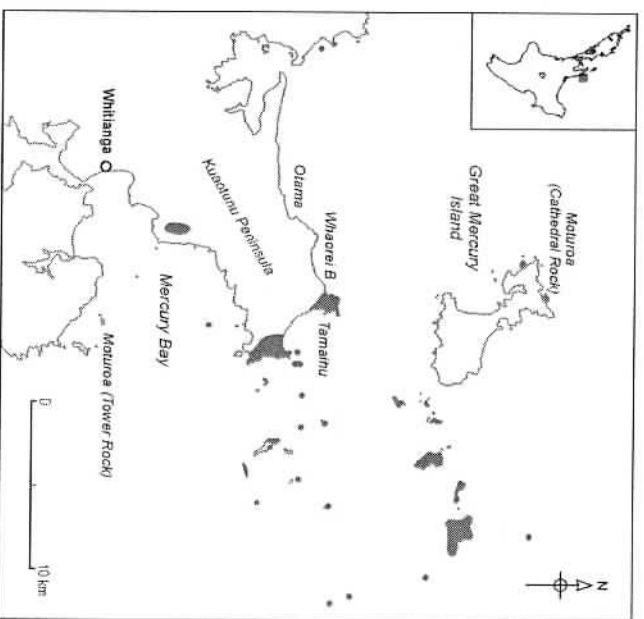 Moturoa
(Cathedral Rock)
Great Mercury
Island
N
Whaorei B
Tamaihu
Otama
Kuaotunu Peninsula
Mercury Bay
Whitianga
Moturoa (Tower Rock)
0
10 km